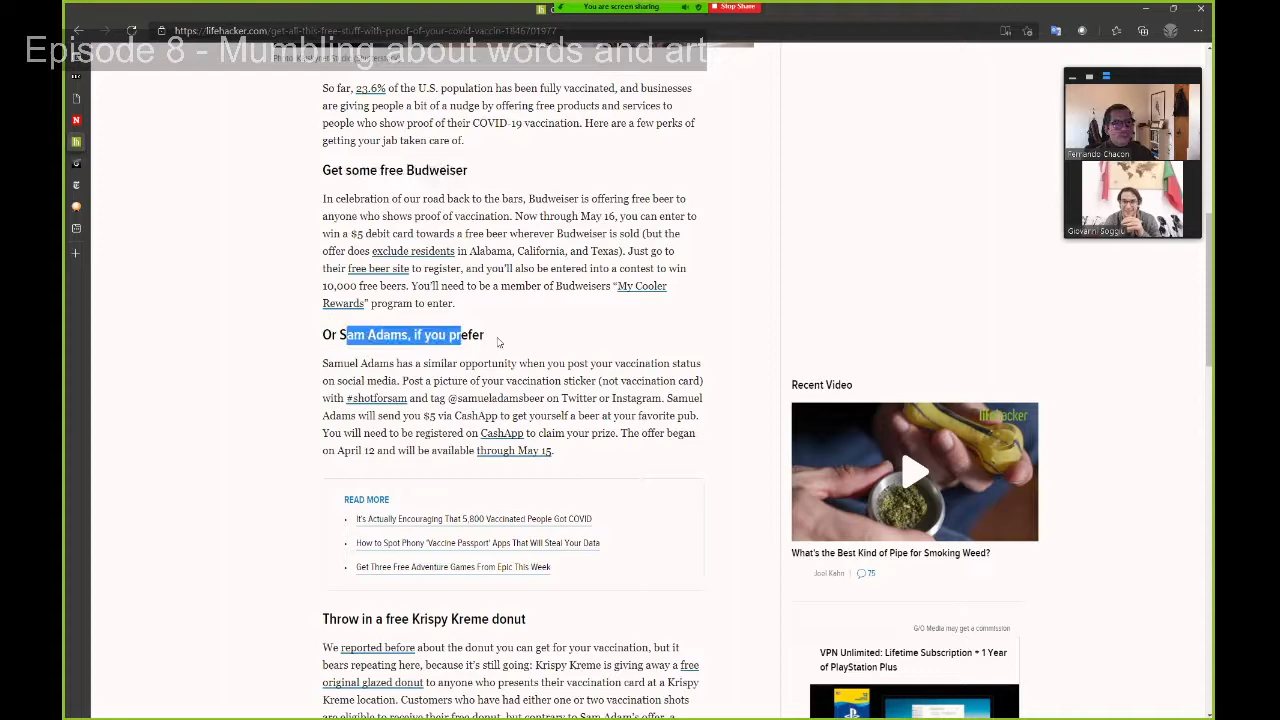 You are screen sharing
Stop Share
https://lifehacker.com/get-all-this-free-stuff-with-proof-of-your-covid-vaccin-1846701977
Episode 8 - Mumbling about words and art
So far, 23.6% of the U.S. population has been fully vaccinated, and businesses
are giving people a bit of a nudge by offering free products and services to
people who show proof of their COVID-19 vaccination. Here are a few perks of
getting your jab taken care of.
Get some free Budweiser
In celebration of our road back to the bars, Budweiser is offering free beer to
anyone who shows proof of vaccination. Now through May 16, you can enter to
win a $5 debit card towards a free beer wherever Budweiser is sold (but the
offer does exclude residents in Alabama, California, and Texas). Just go to
their free beer site to register, and you'll also be entered into a contest to win
10,000 free beers. You'll need to be a member of Budweisers “My Cooler
Rewards” program to enter.
Or Sam Adams, if you prefer
Samuel Adams has a similar opportunity when you post your vaccination status
on social media. Post a picture of your vaccination sticker (not vaccination card)
with #shotforsam and tag @samueladamsbeer on Twitter or Instagram. Samuel
Adams will send you $5 via CashApp to get yourself a beer at your favorite pub.
You will need to be registered on CashApp to claim your prize. The offer began
on April 12 and will be available through May 15.
READ MORE
• It's Actually Encouraging That 5,800 Vaccinated People Got COVID
• How to Spot Phony 'Vaccine Passport' Apps That Will Steal Your Data
• Get Three Free Adventure Games From Epic This Week
Throw in a free Krispy Kreme donut
We reported before about the donut you can get for your vaccination, but it
bears repeating here, because it's still going: Krispy Kreme is giving away a free
original glazed donut to anyone who presents their vaccination card at a Krispy
Kreme location. Customers who have had either one or two vaccination shots
are eligible to receive their free donut, but contrary to Sam Adams's offer, a
Fernando Chacon
Giovanni Soggiu
Recent Video
lifehacker
What's the Best Kind of Pipe for Smoking Weed?
Joel Kahn
75
G/O Media may get a commission
VPN Unlimited: Lifetime Subscription + 1 Year
of PlayStation Plus